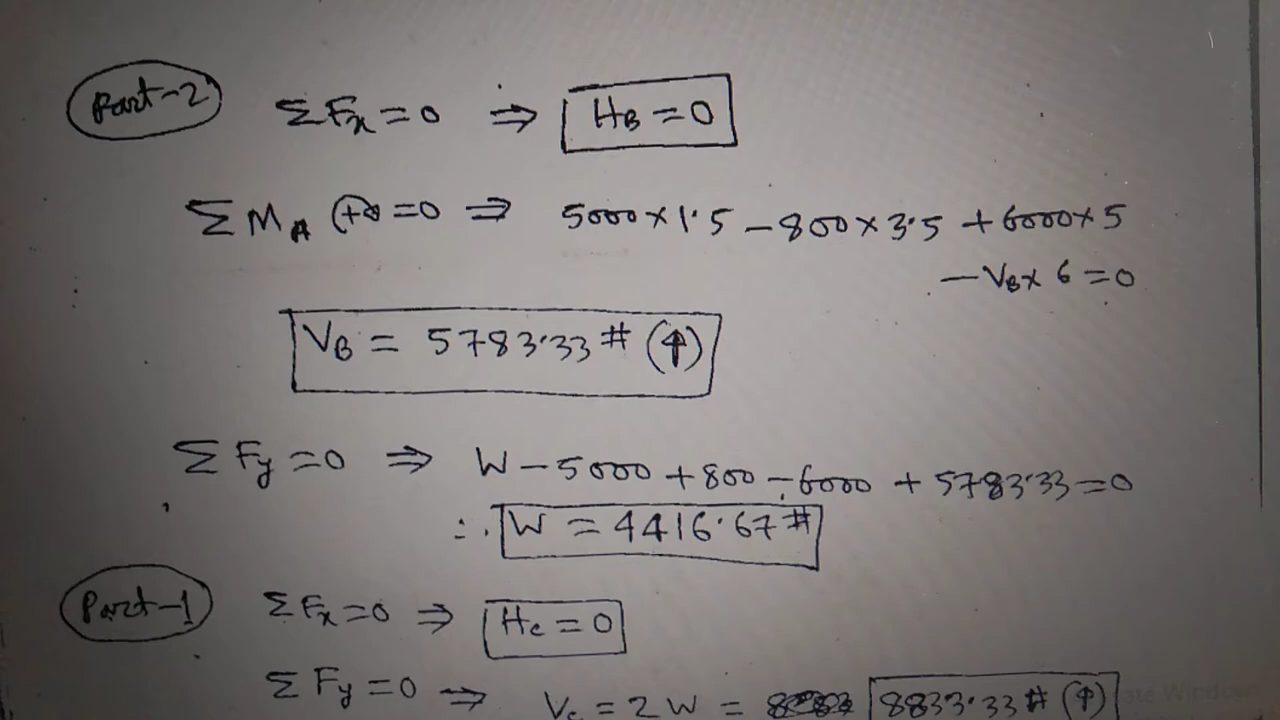 Part-2 ΣFx = 0 ⇒ HB = 0
ΣMA (+↻) = 0 ⇒ 5000×1.5 - 800×3.5 + 6000×5
- VB× 6 = 0
VB = 5783.33 # (↑)
ΣFy = 0 ⇒ W - 5000 + 800 - 6000 + 5783.33 = 0
∴ W = 4416.67 #
Part-1 ΣFx = 0 ⇒ Hc = 0
ΣFy = 0 ⇒ Vc = 2W = 8833.33 # (↑)